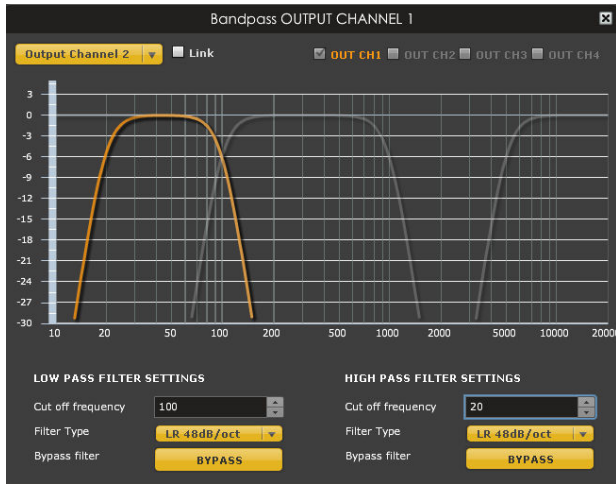 Bandpass OUTPUT CHANNEL 1
Output Channel 2 Link OUT CH1 OUT CH2 OUT CH3 OUT CH4
3
0
-3
-6
-9
-12
-15
-18
-21
-24
-27
-30
10 20 50 100 200 500 1000 2000 5000 10000 2000
LOW PASS FILTER SETTINGS HIGH PASS FILTER SETTINGS
Cut off frequency 100 Cut off frequency 20
Filter Type LR 48dB/oct Filter Type LR 48dB/oct
Bypass filter BYPASS Bypass filter BYPASS